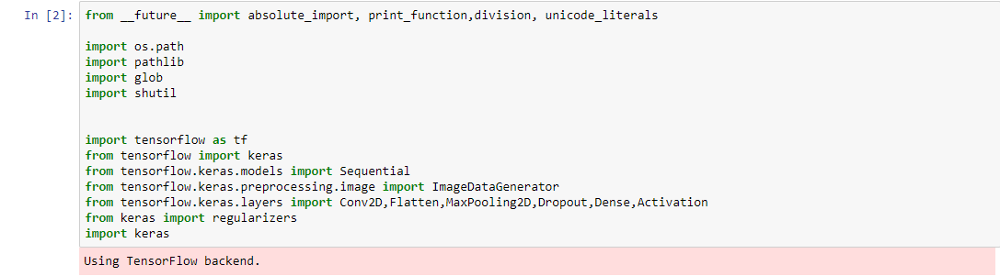 In [2]: from __future__ import absolute_import, print_function,division, unicode_literals
import os.path
import pathlib
import glob
import shutil
import tensorflow as tf
from tensorflow import keras
from tensorflow.keras.models import Sequential
from tensorflow.keras.preprocessing.image import ImageDataGenerator
from tensorflow.keras.layers import Conv2D,Flatten,MaxPooling2D,Dropout,Dense,Activation
from keras import regularizers
import keras
Using TensorFlow backend.